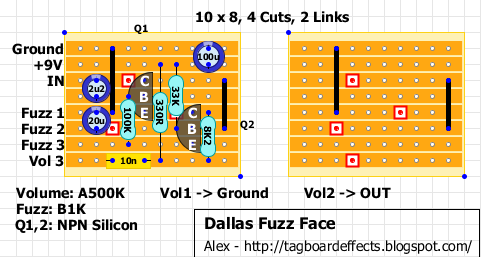 10 x 8, 4 Cuts, 2 Links
Q1
Ground
+9V
IN
Fuzz 1
Fuzz 2
Fuzz 3
Vol 3
100u
2u2
20u
C
B
E
100K
330R
33K
C
B
E
8K2
10n
Q2
Volume: A500K
Vol1 -> Ground
Vol2 -> OUT
Fuzz: B1K
Q1,2: NPN Silicon
Dallas Fuzz Face
Alex - http://tagboardeffects.blogspot.com/